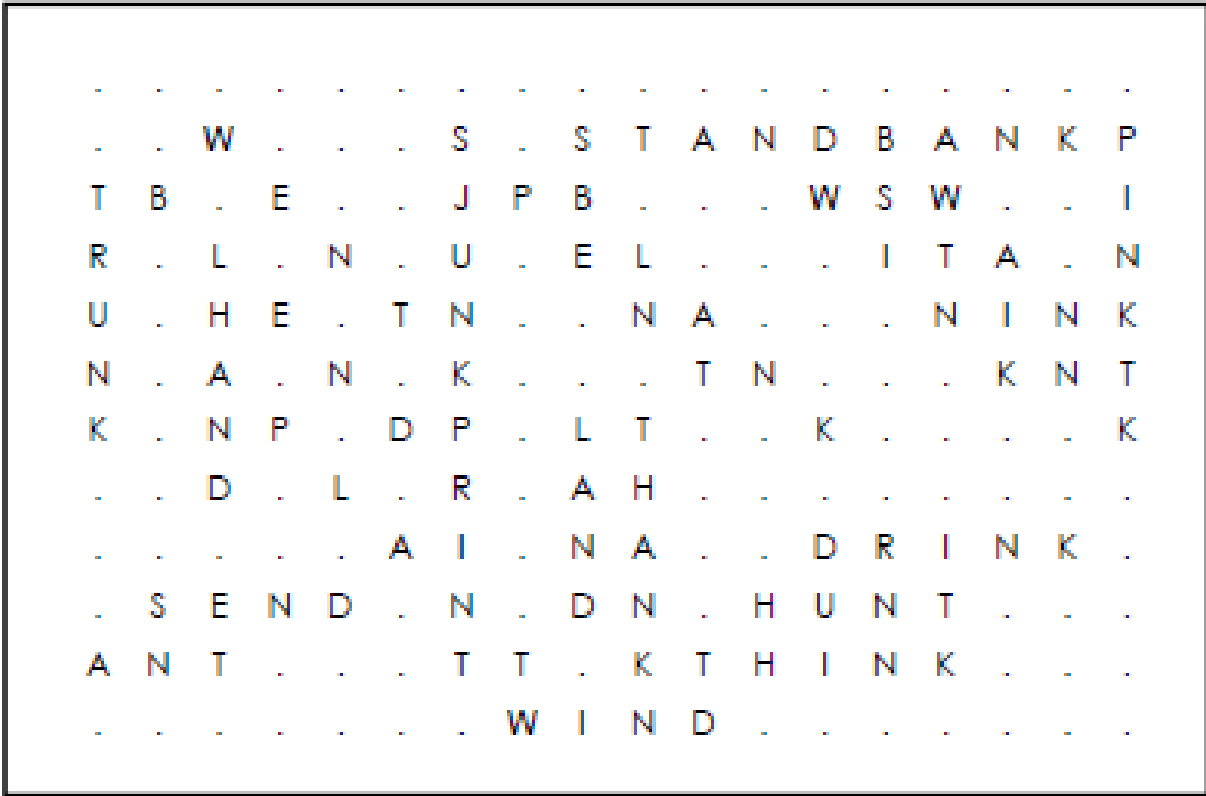 . . . . . . . . . . . . . . . . . .
. . W . . . S . S T A N D B A N K P
T B . E . . J P B . . . W S W . . I
R . L . N . U . E L . . . I T A . N
U . H E . T N . . N A . . . N I N K
N . A . N . K . . . T N . . . K N T
K . N P . D P . L T . . K . . . . K
. . D . L . R . A H . . . . . . . .
. . . . . A I . N A . . D R I N K .
. S E N D . N . D N . H U N T . . .
A N T . . . T T . K T H I N K . . .
. . . . . . . W I N D . . . . . . .